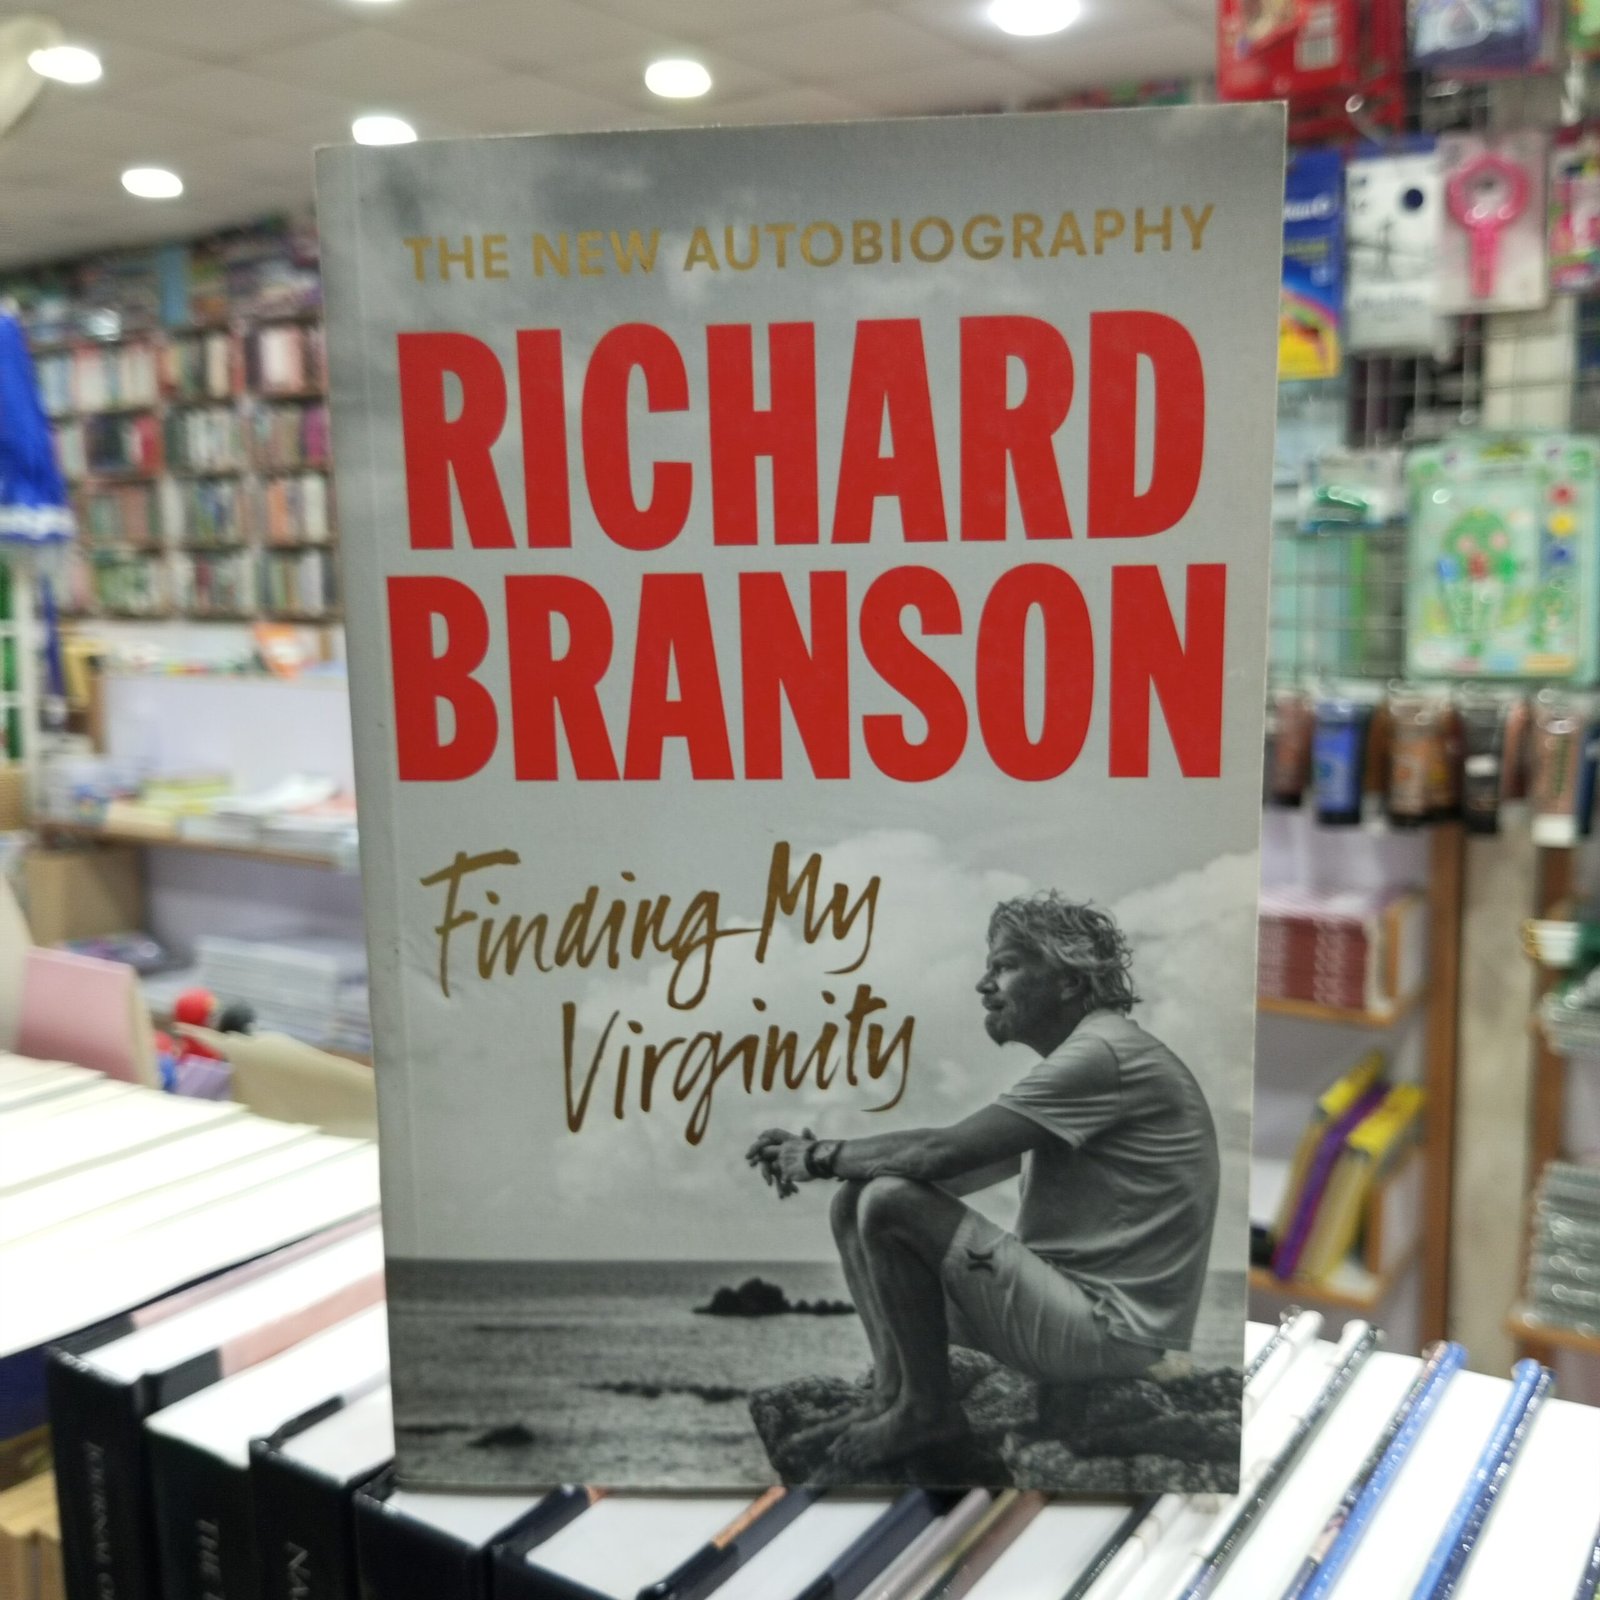 THE NEW AUTOBIOGRAPHY
RICHARD
BRANSON
Finding My
Virginity